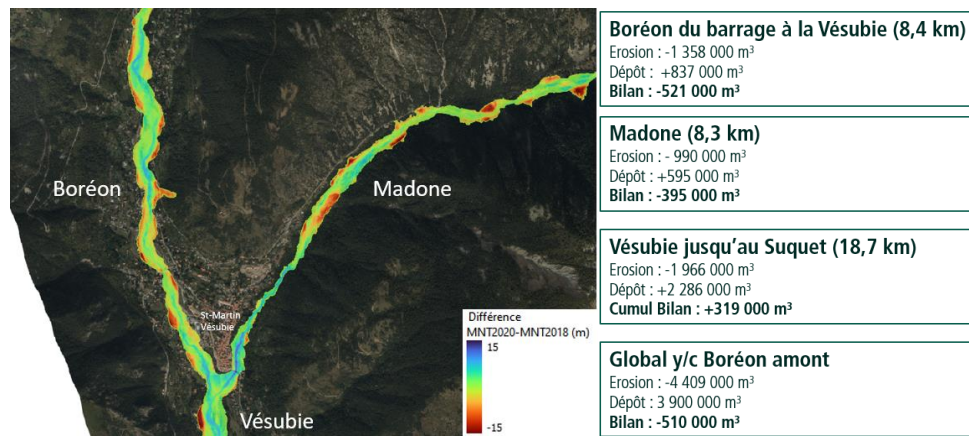 Boréon
Madone
St-Martin
Vésubie
Vésubie
Différence
MNT2020-MNT2018 (m)
15
-15
Boréon du barrage à la Vésubie (8,4 km)
Erosion : -1 358 000 m³
Dépôt : +837 000 m³
Bilan : -521 000 m³
Madone (8,3 km)
Erosion : - 990 000 m³
Dépôt : +595 000 m³
Bilan : -395 000 m³
Vésubie jusqu’au Suquet (18,7 km)
Erosion : -1 966 000 m³
Dépôt : +2 286 000 m³
Cumul Bilan : +319 000 m³
Global y/c Boréon amont
Erosion : -4 409 000 m³
Dépôt : 3 900 000 m³
Bilan : -510 000 m³